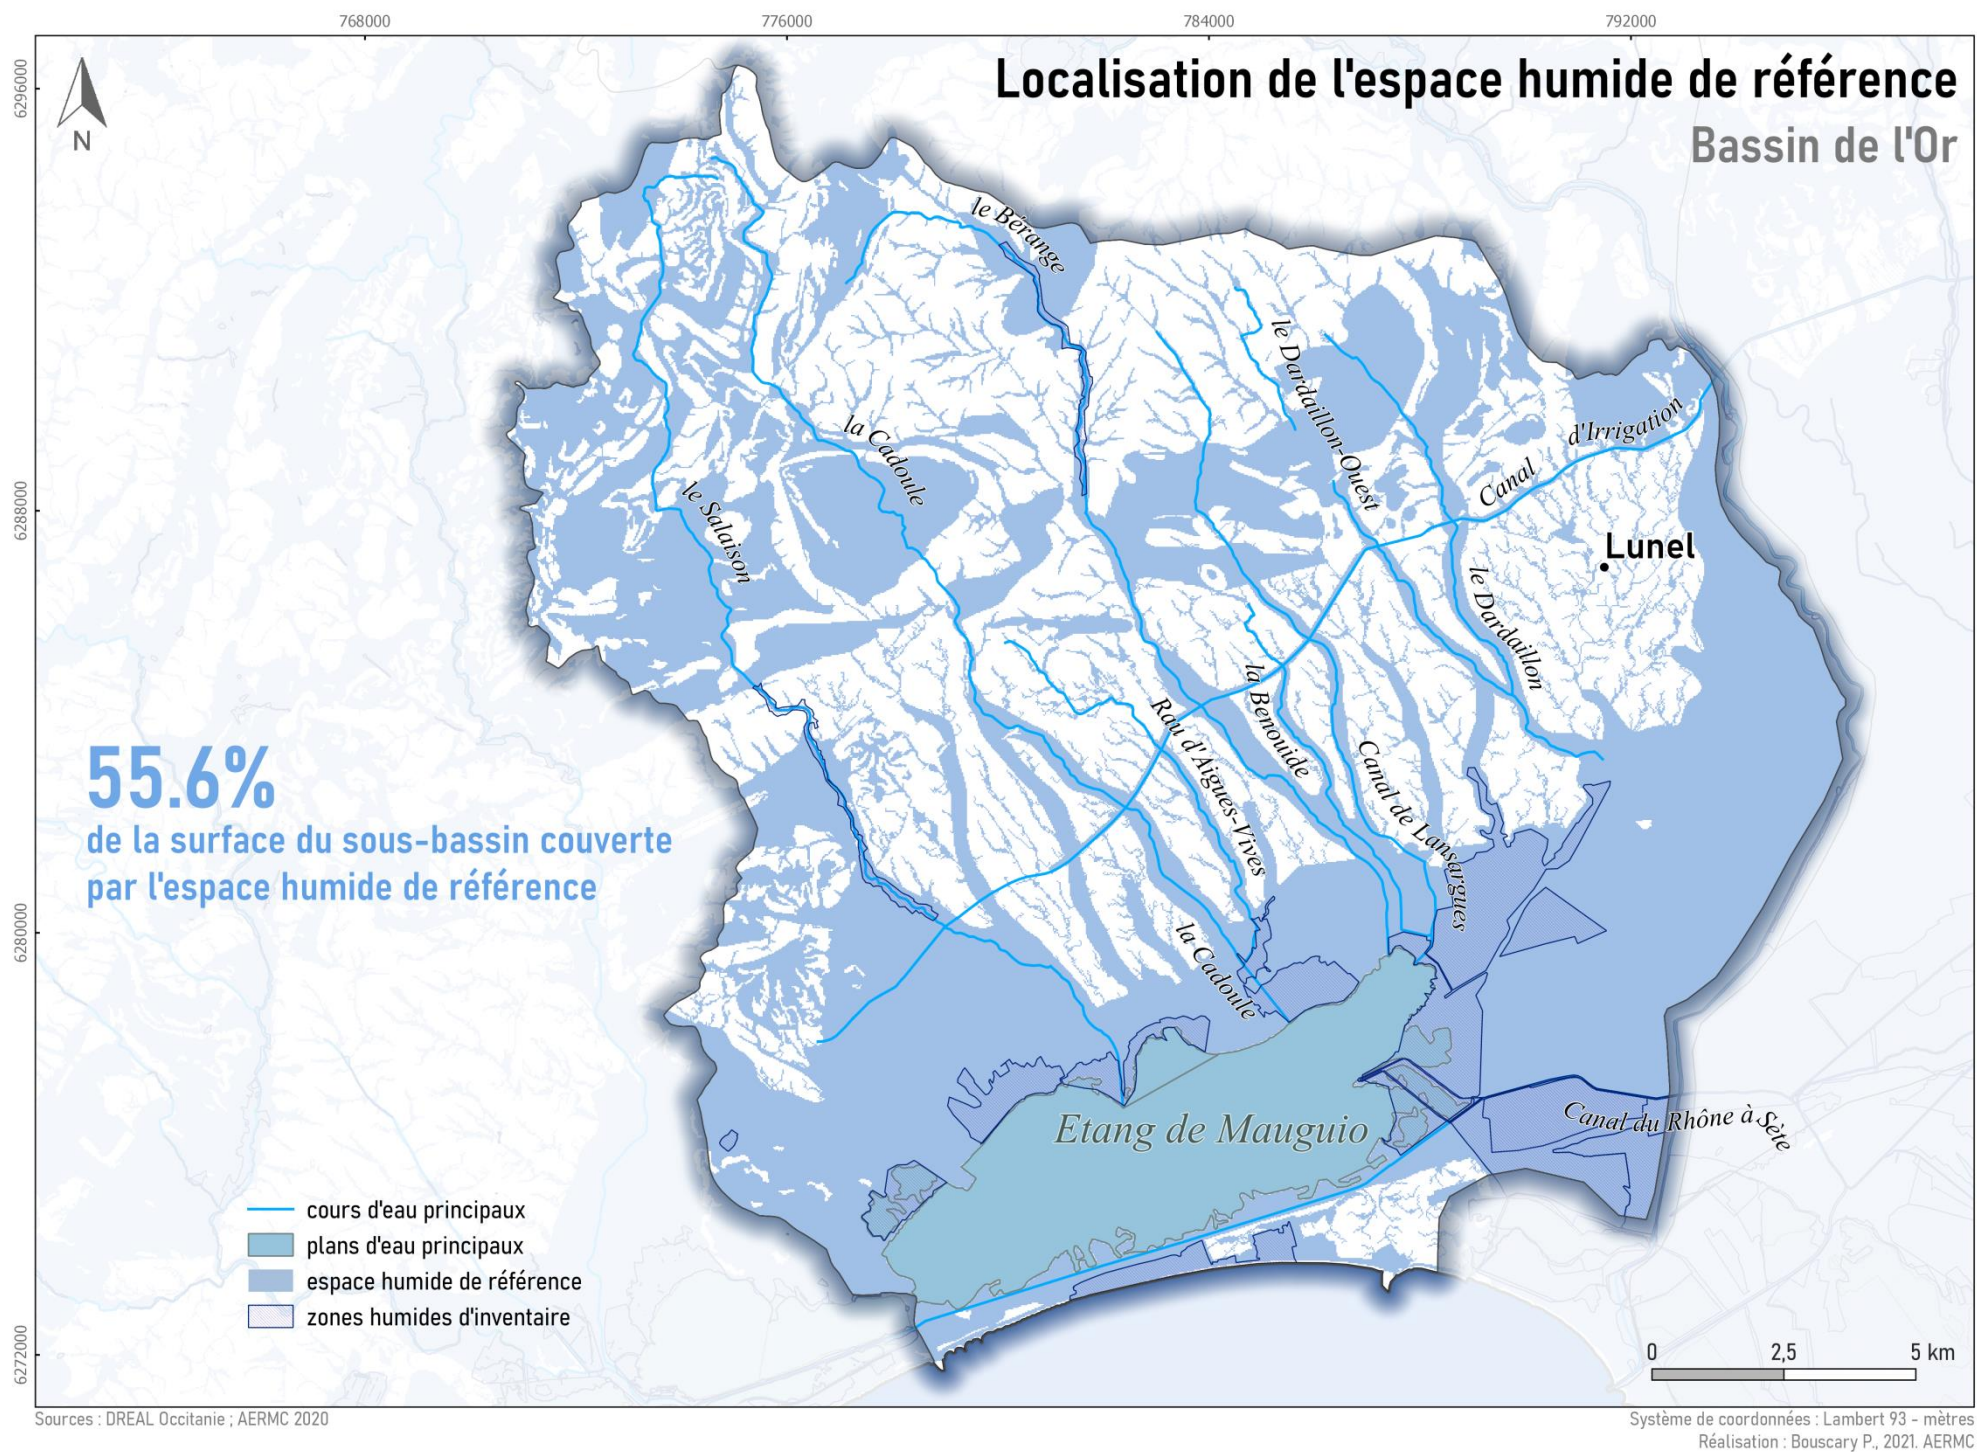 768000
776000
784000
792000
6296000
6288000
6280000
6272000
N
Localisation de l'espace humide de référence
Bassin de l'Or
le Bérange
le Dardaillon-Ouest
la Cadoule
d'Irrigation
Canal
le Salaison
Lunel
le Dardaillon
la Benouide
Rau d'Aigues-Vives
Canal de Lansargues
55.6%
de la surface du sous-bassin couverte
par l'espace humide de référence
la Cadoule
Etang de Mauguio
Canal du Rhône à Sète
cours d'eau principaux
plans d'eau principaux
espace humide de référence
zones humides d'inventaire
0 2,5 5 km
Sources : DREAL Occitanie ; AERMC 2020
Système de coordonnées : Lambert 93 - mètres
Réalisation : Bouscary P., 2021. AERMC